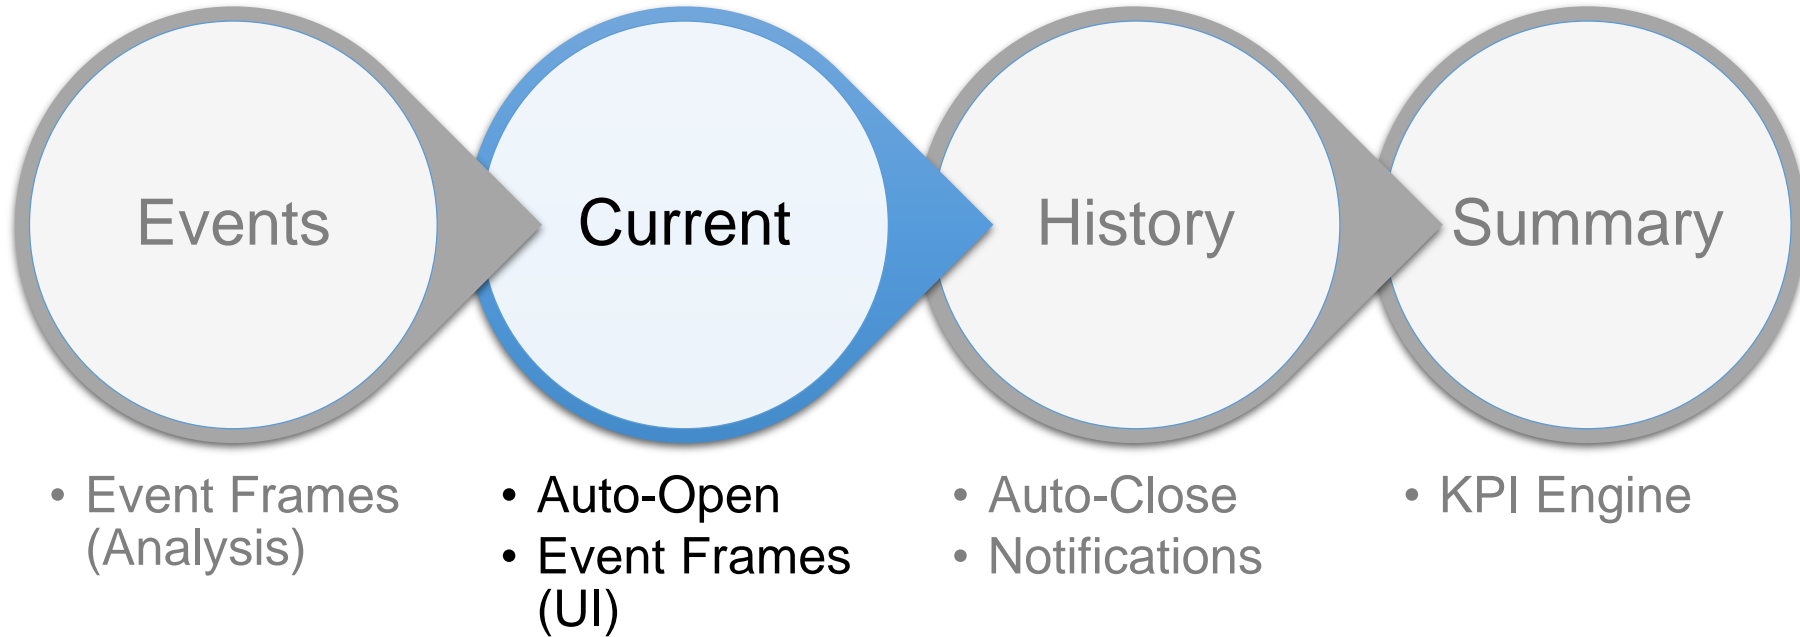 Events
Current
History
Summary
• Event Frames
(Analysis)
• Auto-Open
• Event Frames
(UI)
• Auto-Close
• Notifications
• KPI Engine